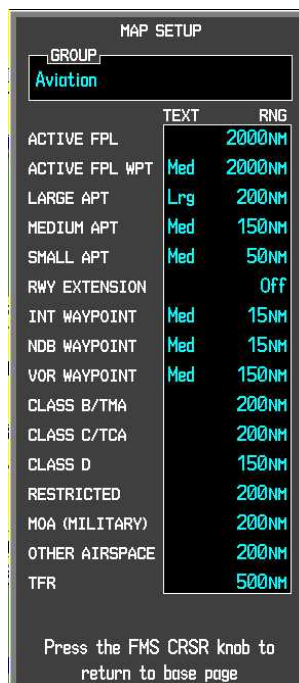 MAP SETUP
GROUP
Aviation
TEXT RNG
ACTIVE FPL 2000NM
ACTIVE FPL WPT Med 2000NM
LARGE APT Lrg 200NM
MEDIUM APT Med 150NM
SMALL APT Med 50NM
RWY EXTENSION Off
INT WAYPOINT Med 15NM
NDB WAYPOINT Med 15NM
VOR WAYPOINT Med 150NM
CLASS B/TMA 200NM
CLASS C/TCA 200NM
CLASS D 150NM
RESTRICTED 200NM
MOA (MILITARY) 200NM
OTHER AIRSPACE 200NM
TFR 500NM
Press the FMS CRSR knob to
return to base page